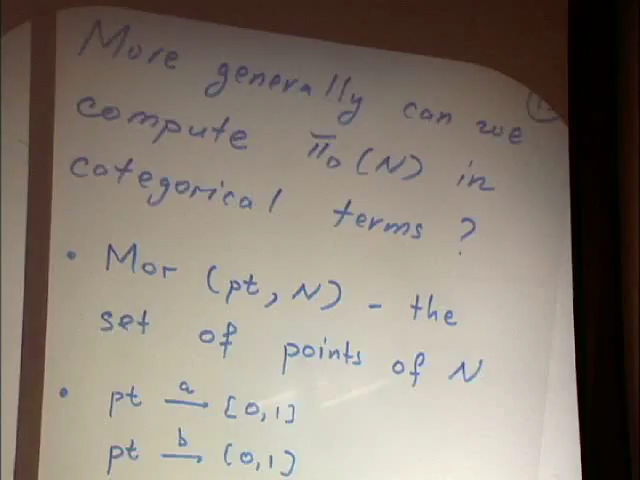 More generally can we
compute π₀(N) in
categorical terms?
• Mor (pt, N) - the
set of points of N
• pt —a→ [0,1]
pt —b→ [0,1]